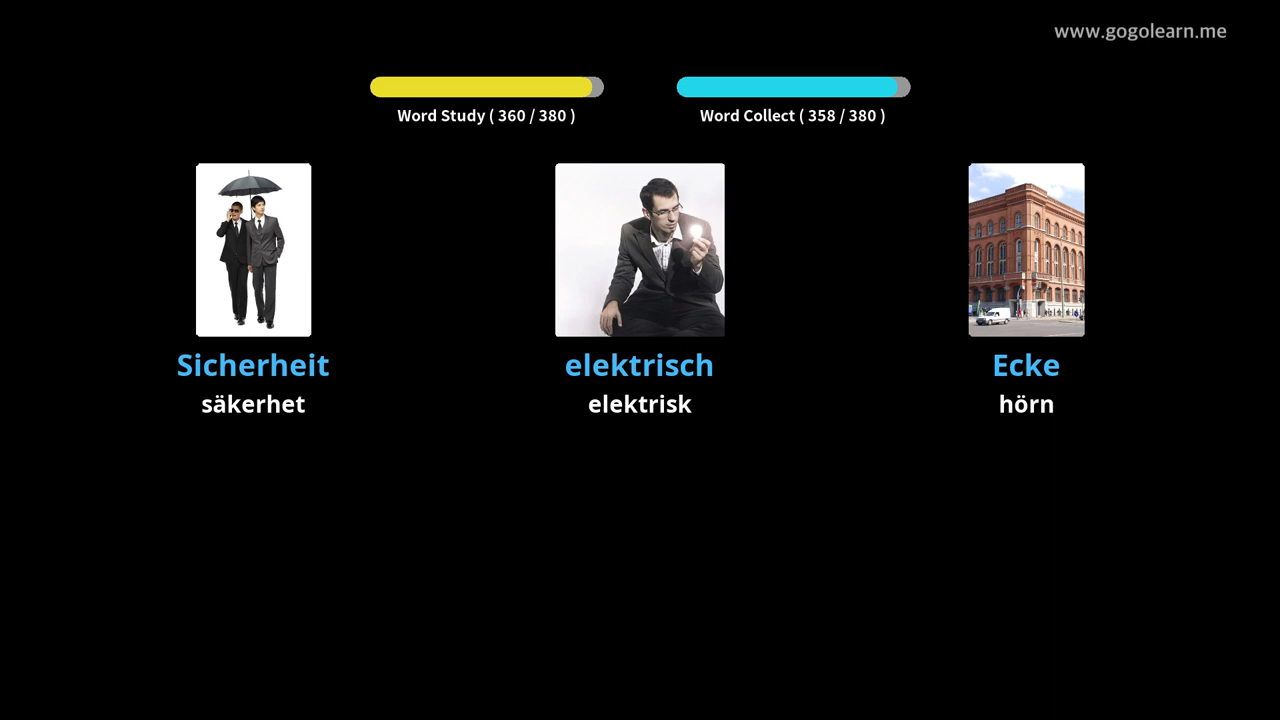 www.gogolearn.me
Word Study ( 360 / 380 )
Word Collect ( 358 / 380 )
Sicherheit
säkerhet
elektrisch
elektrisk
Ecke
hörn